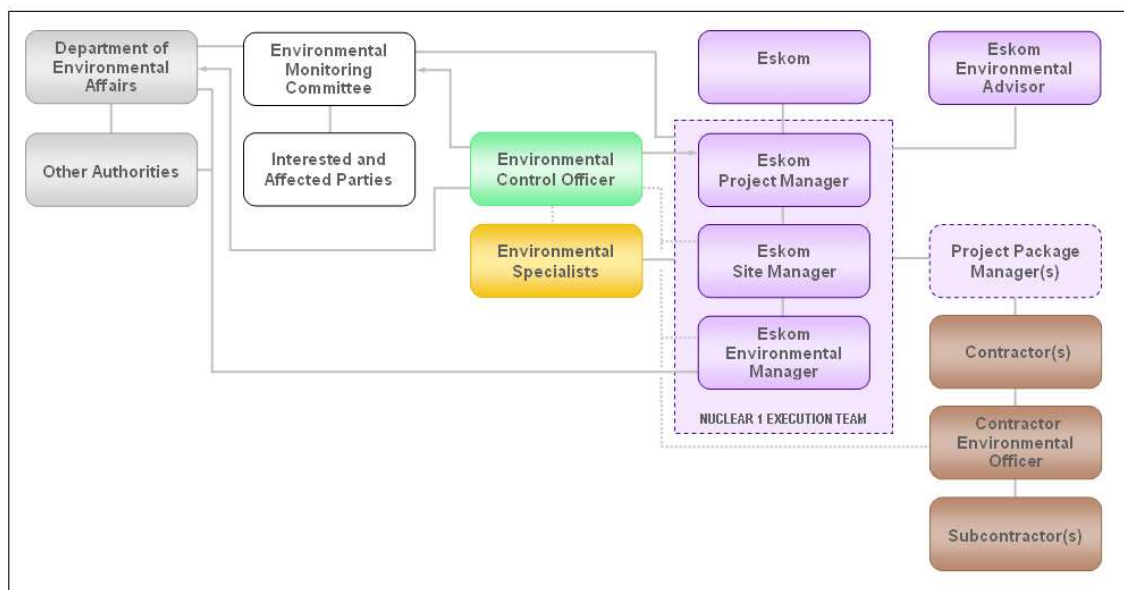 Department of
Environmental
Affairs
Environmental
Monitoring
Committee
Eskom
Eskom
Environmental
Advisor
Other Authorities
Interested and
Affected Parties
Environmental
Control Officer
Eskom
Project Manager
Environmental
Specialists
Eskom
Site Manager
Project Package
Manager(s)
Eskom
Environmental
Manager
Contractor(s)
NUCLEAR 1 EXECUTION TEAM
Contractor
Environmental
Officer
Subcontractor(s)